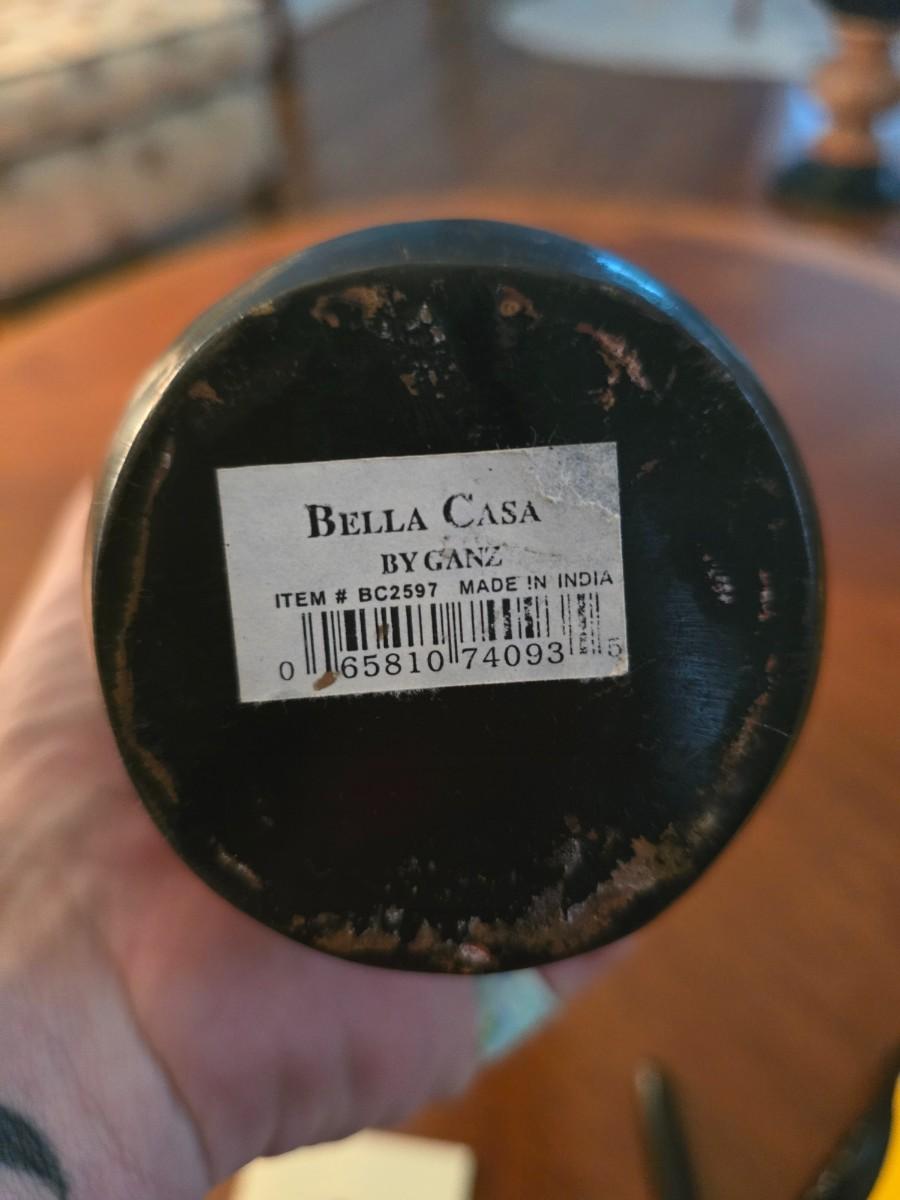 BELLA CASA
BY GANZ
ITEM # BC2597 MADE IN INDIA
0 65810 74093 5